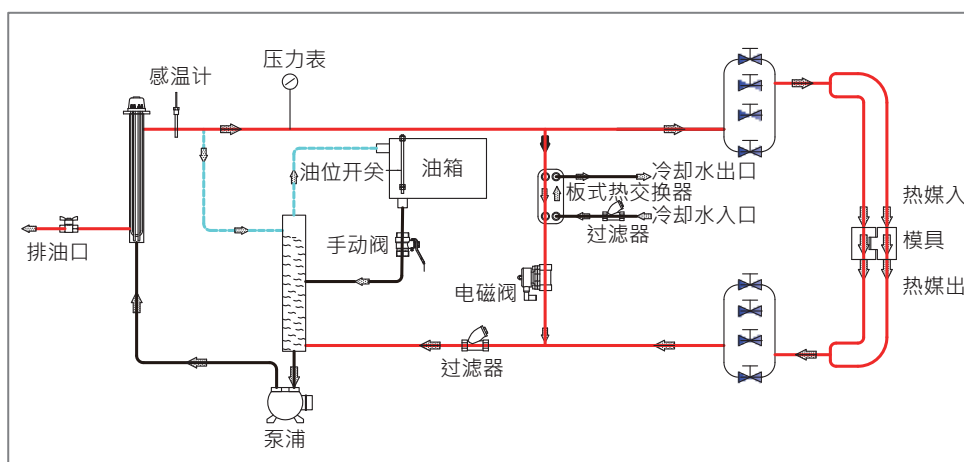 压力表
感温计
油位开关
油箱
冷却水出口
板式热交换器
冷却水入口
过滤器
热媒入
排油口
手动阀
模具
电磁阀
热媒出
过滤器
泵浦